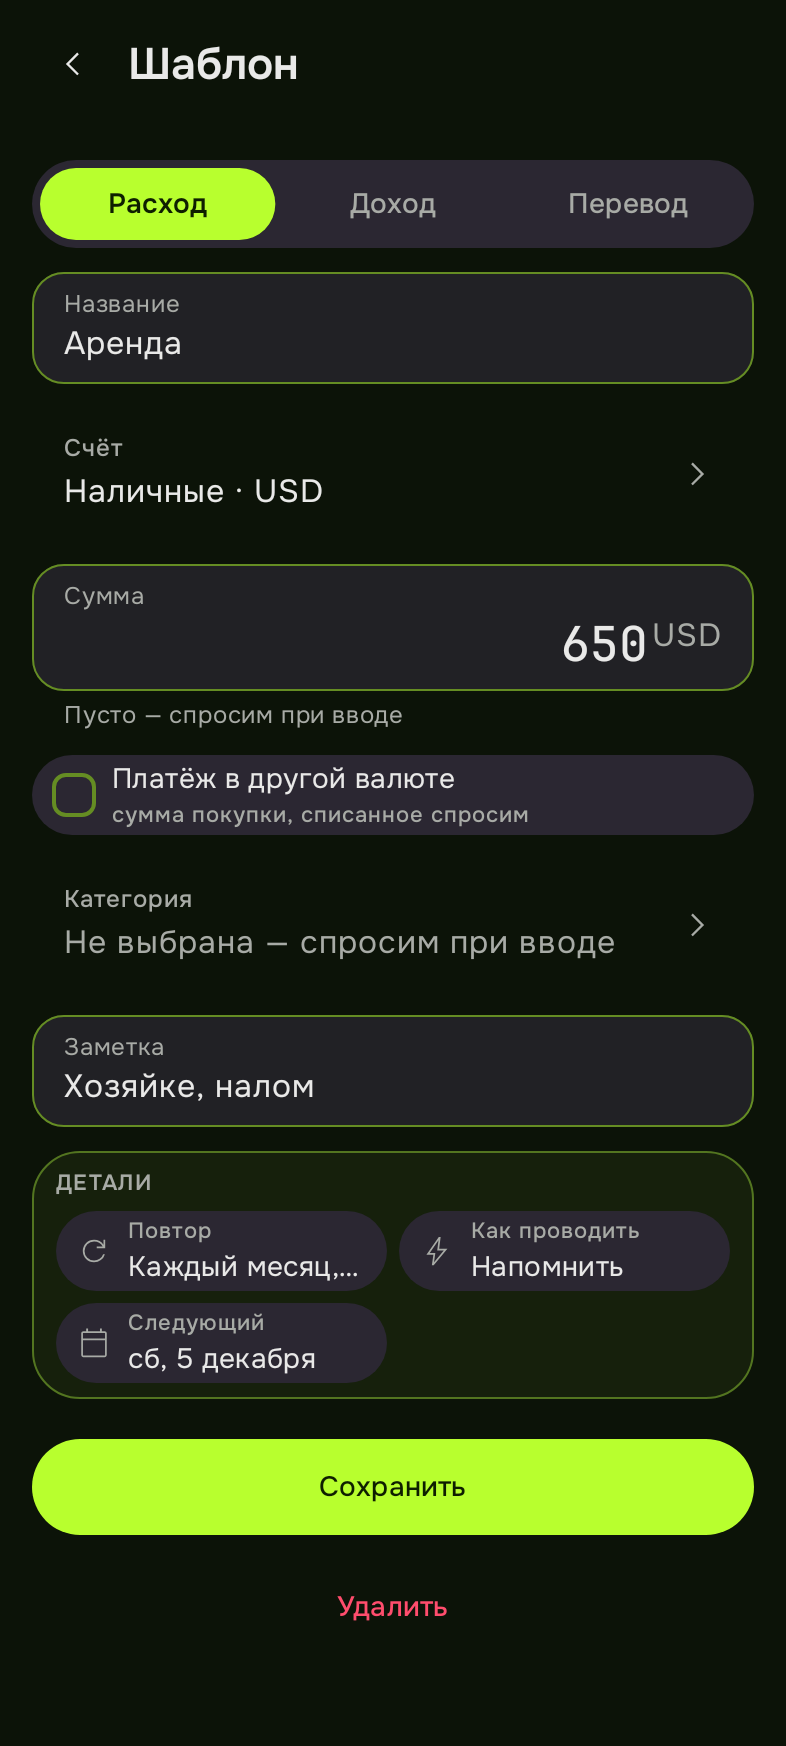 Шаблон
Расход
Доход
Перевод
Название
Аренда
Счёт
Наличные · USD
Сумма
650 USD
Пусто — спросим при вводе
Платёж в другой валюте
сумма покупки, списанное спросим
Категория
Не выбрана — спросим при вводе
Заметка
Хозяйке, налом
ДЕТАЛИ
Повтор
Каждый месяц,...
Как проводить
Напомнить
Следующий
сб, 5 декабря
Сохранить
Удалить